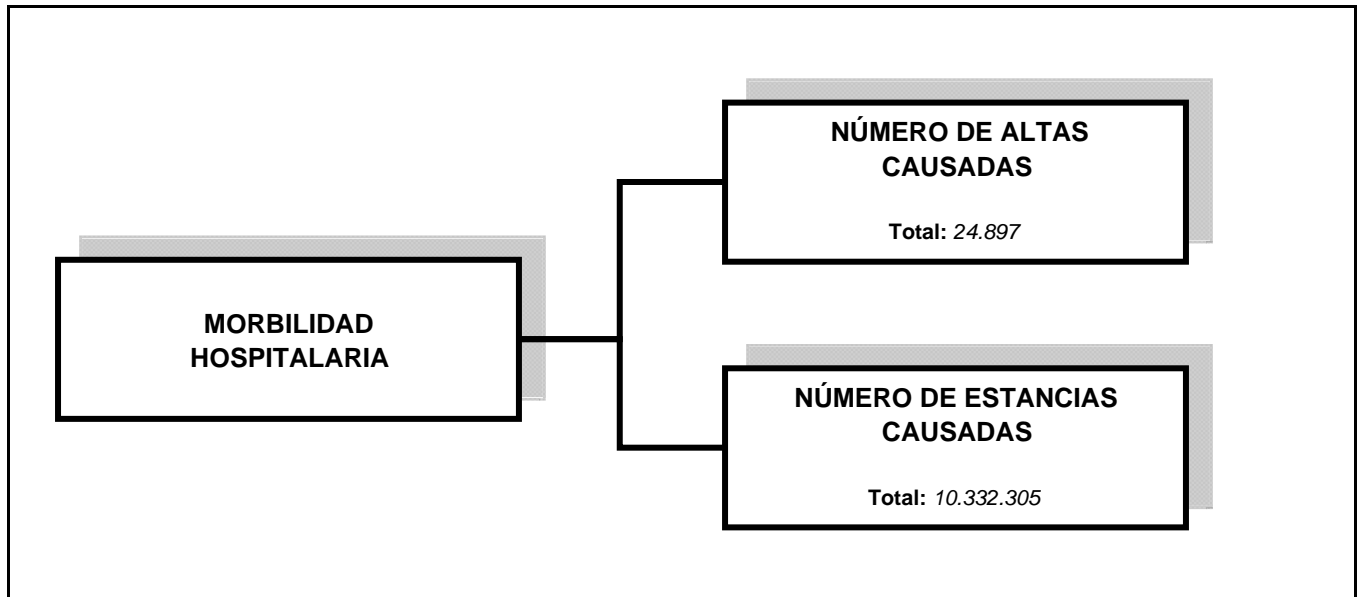 MORBILIDAD
HOSPITALARIA
NÚMERO DE ALTAS
CAUSADAS
Total: 24.897
NÚMERO DE ESTANCIAS
CAUSADAS
Total: 10.332.305